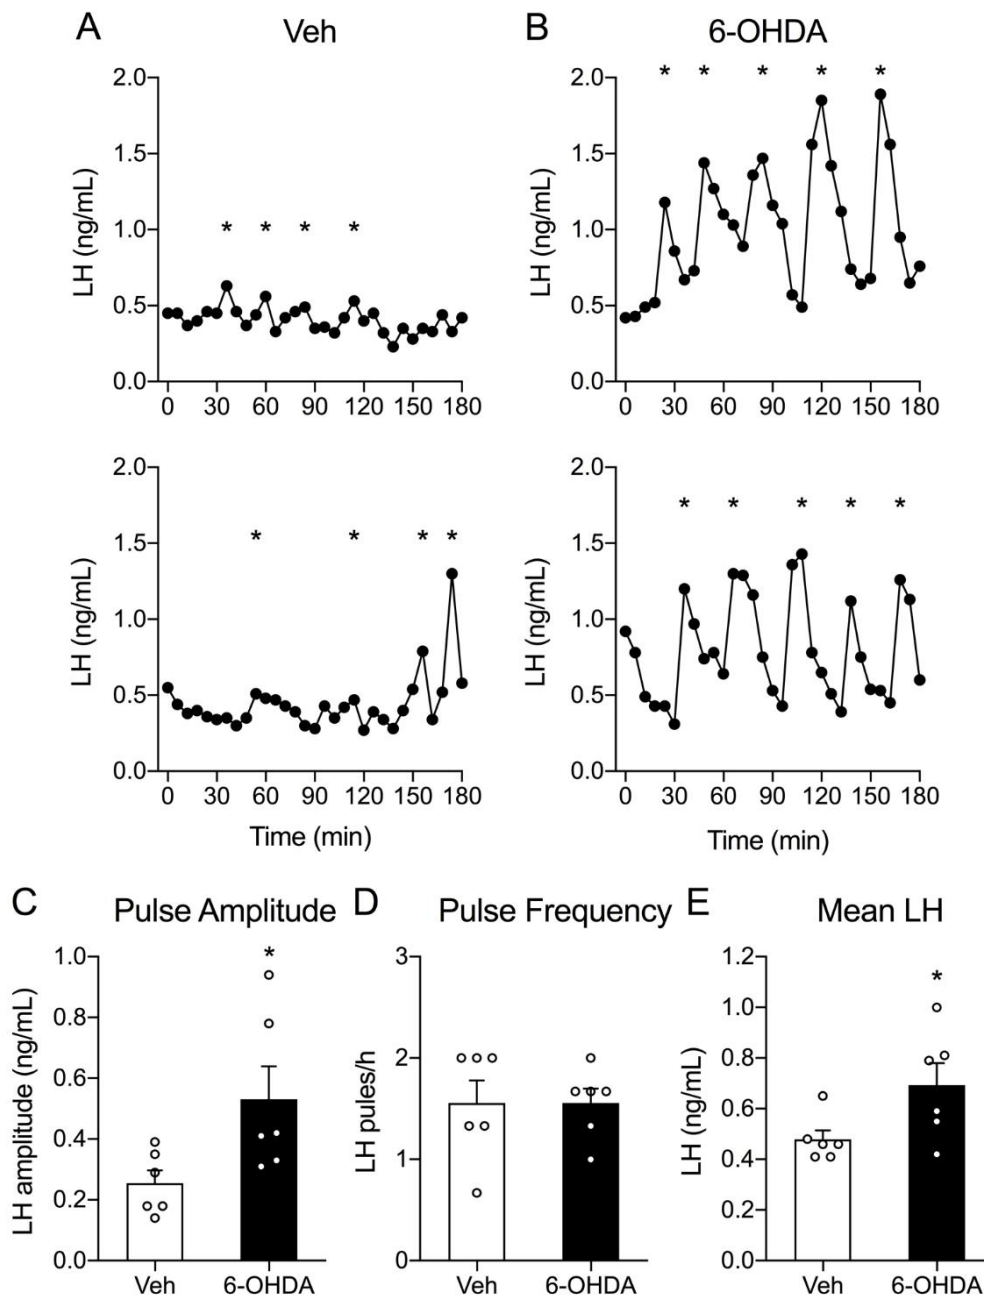 A Veh
B 6-OHDA
* * * * *
2.0
1.5
1.0
0.5
0.0
LH (ng/mL)
* * * *
0 30 60 90 120 150 180
2.0
1.5
1.0
0.5
0.0
LH (ng/mL)
0 30 60 90 120 150 180
2.0
1.5
1.0
0.5
0.0
LH (ng/mL)
* * * *
0 30 60 90 120 150 180
Time (min)
2.0
1.5
1.0
0.5
0.0
LH (ng/mL)
* * * * *
0 30 60 90 120 150 180
Time (min)
C Pulse Amplitude
*
1.0
0.8
0.6
0.4
0.2
0.0
LH amplitude (ng/mL)
Veh 6-OHDA
D Pulse Frequency
3
2
1
0
LH pules/h
Veh 6-OHDA
E Mean LH
*
1.2
1.0
0.8
0.6
0.4
0.2
0.0
LH (ng/mL)
Veh 6-OHDA